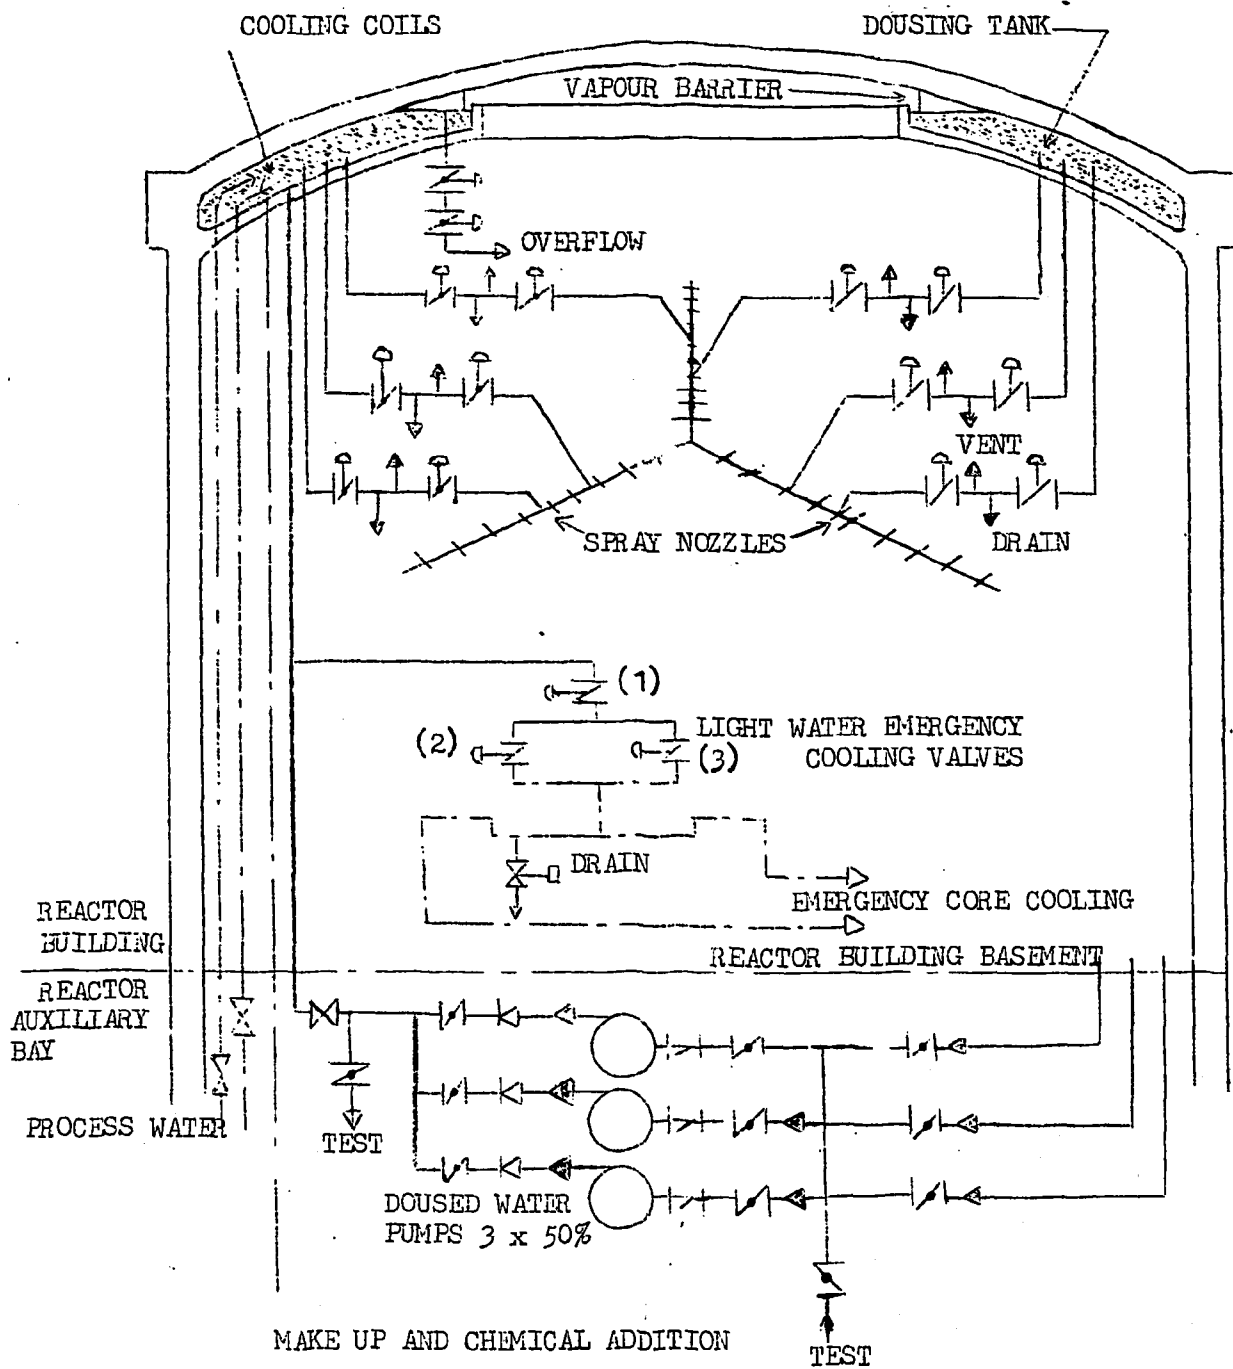 COOLING COILS
DOUSING TANK
VAPOUR BARRIER
OVERFLOW
VENT
SPRAY NOZZLES
DRAIN
(1)
(2)
(3)
LIGHT WATER EMERGENCY
COOLING VALVES
DRAIN
EMERGENCY CORE COOLING
REACTOR
BUILDING
REACTOR BUILDING BASEMENT
REACTOR
AUXILIARY
BAY
PROCESS WATER
TEST
DOUSED WATER
PUMPS 3 x 50%
MAKE UP AND CHEMICAL ADDITION
TEST